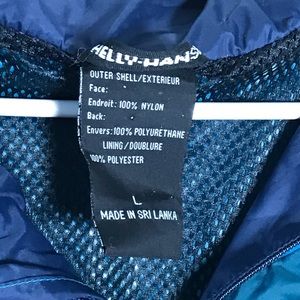 HELLY-HANS
OUTER SHELL/EXTERIEUR
Face:
Endroit: 100% NYLON
Back:
Envers: 100% POLYURETHANE
LINING/DOUBLURE
100% POLYESTER
L
MADE IN SRI LANKA